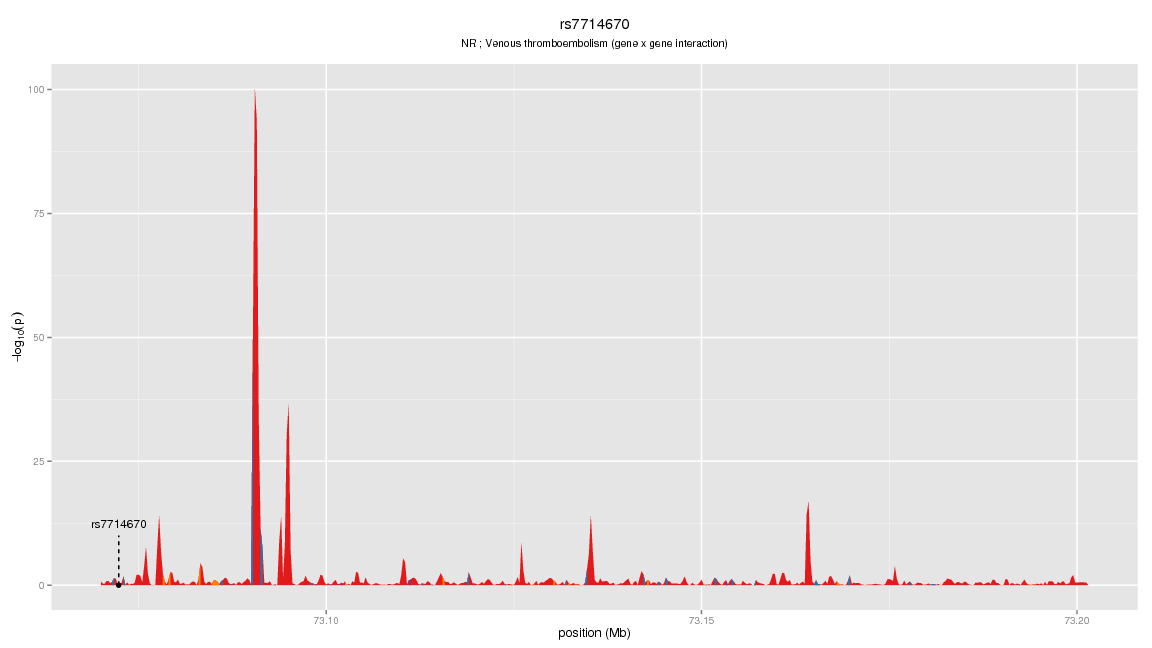 rs7714670
NR ; Venous thromboembolism (gene x gene interaction)
100
75
50
25
0
−log10(p)
rs7714670
73.10
73.15
73.20
position (Mb)